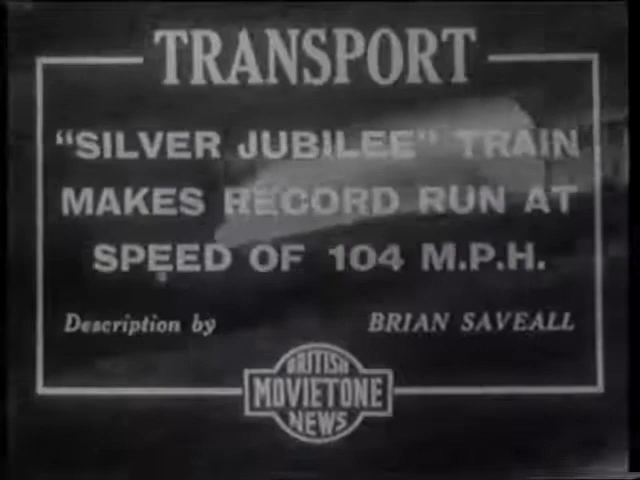 TRANSPORT
"SILVER JUBILEE" TRAIN
MAKES RECORD RUN AT
SPEED OF 104 M.P.H.
Description by BRIAN SAVEALL
BRITISH
MOVIETONE
NEWS